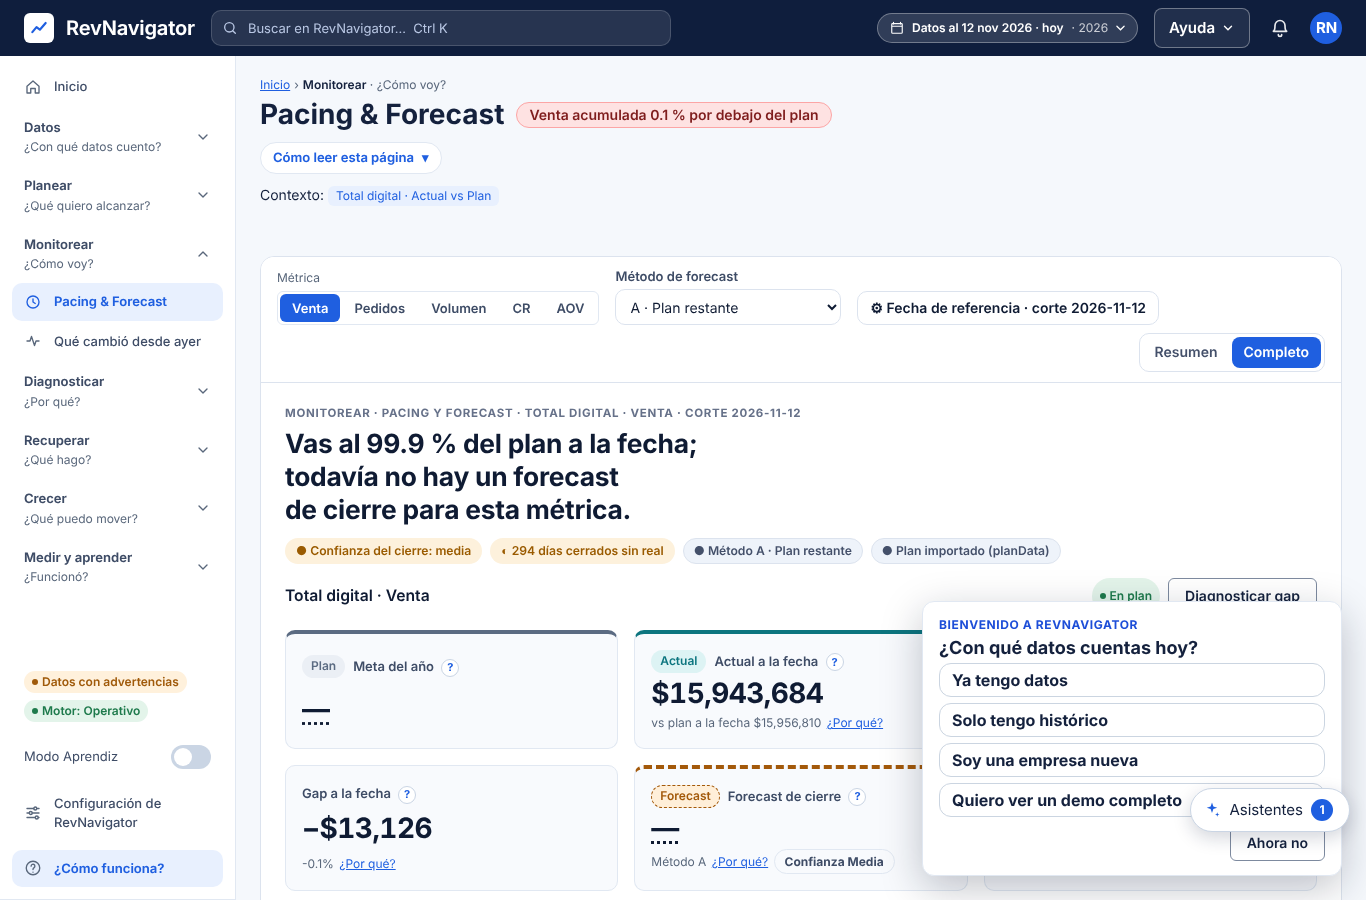 RevNavigator
Buscar en RevNavigator... Ctrl K
Datos al 12 nov 2026 · hoy · 2026
Ayuda
RN
Inicio
Datos
¿Con qué datos cuento?
Planear
¿Qué quiero alcanzar?
Monitorear
¿Cómo voy?
Pacing & Forecast
Qué cambió desde ayer
Diagnosticar
¿Por qué?
Recuperar
¿Qué hago?
Crecer
¿Qué puedo mover?
Medir y aprender
¿Funcionó?
Datos con advertencias
Motor: Operativo
Modo Aprendiz
Configuración de
RevNavigator
¿Cómo funciona?
Inicio › Monitorear · ¿Cómo voy?
Pacing & Forecast
Venta acumulada 0.1 % por debajo del plan
Cómo leer esta página ▾
Contexto: Total digital · Actual vs Plan
Métrica
Venta Pedidos Volumen CR AOV
Método de forecast
A · Plan restante
⚙ Fecha de referencia · corte 2026-11-12
Resumen Completo
MONITOREAR · PACING Y FORECAST · TOTAL DIGITAL · VENTA · CORTE 2026-11-12
Vas al 99.9 % del plan a la fecha;
todavía no hay un forecast
de cierre para esta métrica.
Confianza del cierre: media
294 días cerrados sin real
Método A · Plan restante
Plan importado (planData)
Total digital · Venta
En plan
Diagnosticar gap
Plan Meta del año ?
—
Actual Actual a la fecha ?
$15,943,684
vs plan a la fecha $15,956,810 ¿Por qué?
Gap a la fecha ?
−$13,126
-0.1% ¿Por qué?
Forecast Forecast de cierre ?
—
Método A ¿Por qué? Confianza Media
BIENVENIDO A REVNAVIGATOR
¿Con qué datos cuentas hoy?
Ya tengo datos
Solo tengo histórico
Soy una empresa nueva
Quiero ver un demo completo
Asistentes 1
Ahora no